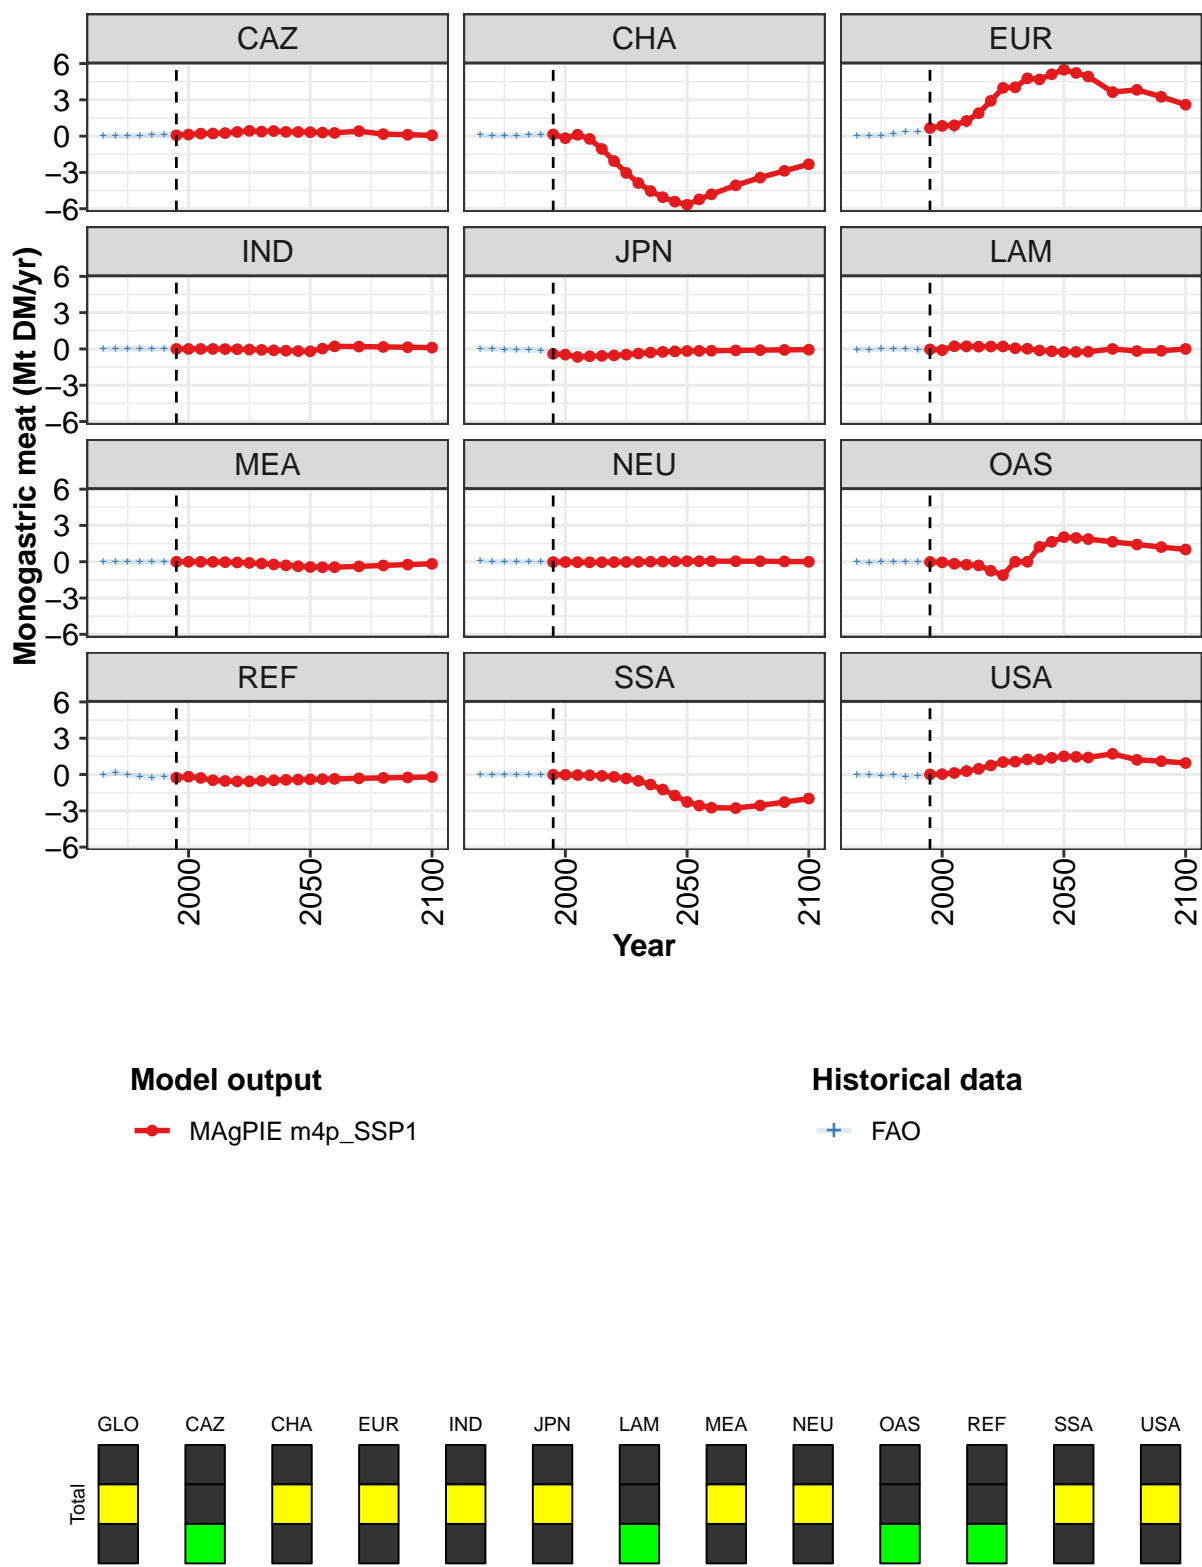 CAZ CHA EUR
6
3
0
−3
−6
IND JPN LAM
6
3
0
−3
−6
MEA NEU OAS
6
3
0
−3
−6
REF SSA USA
6
3
0
−3
−6
Monogastric meat (Mt DM/yr)
2000 2050 2100 2000 2050 2100 2000 2050 2100
Year
Model output Historical data
MAgPIE m4p_SSP1 FAO
GLO CAZ CHA EUR IND JPN LAM MEA NEU OAS REF SSA USA
Total